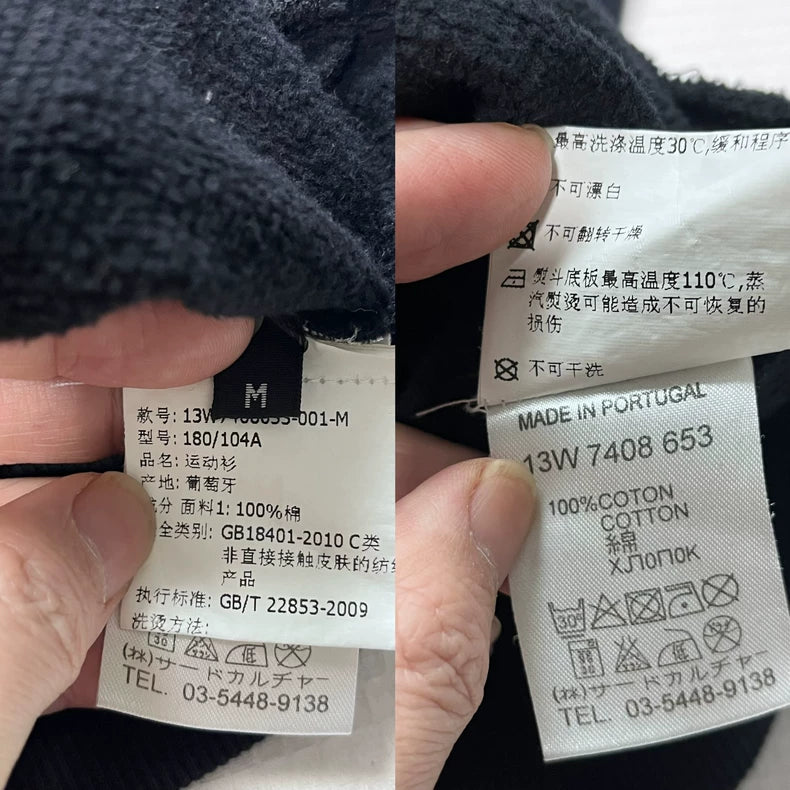 M
款号: 13W7408653-001-M
型号: 180/104A
品名: 运动衫
产地: 葡萄牙
成分 面料1: 100%棉
全类别: GB18401-2010 C类
非直接接触皮肤的纺
产品
执行标准: GB/T 22853-2009
洗烫方法:
(株)サードカルチャー
TEL. 03-5448-9138
最高洗涤温度30℃,缓和程序
不可漂白
不可翻转干燥
熨斗底板最高温度110℃,蒸
汽熨烫可能造成不可恢复的
损伤
不可干洗
MADE IN PORTUGAL
13W 7408 653
100%COTON
COTTON
綿
ХЛОПОК
30°
低
(株)サードカルチャー
TEL. 03-5448-9138